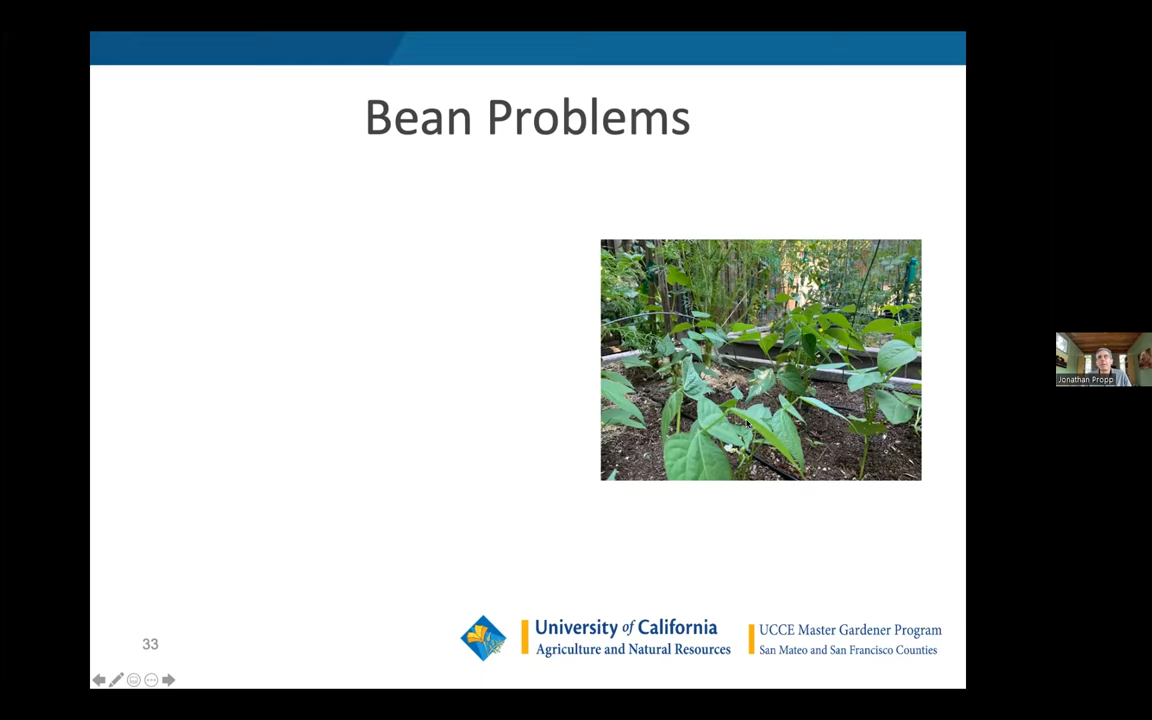 Bean Problems
Jonathan Propp
University of California
Agriculture and Natural Resources
UCCE Master Gardener Program
San Mateo and San Francisco Counties
33